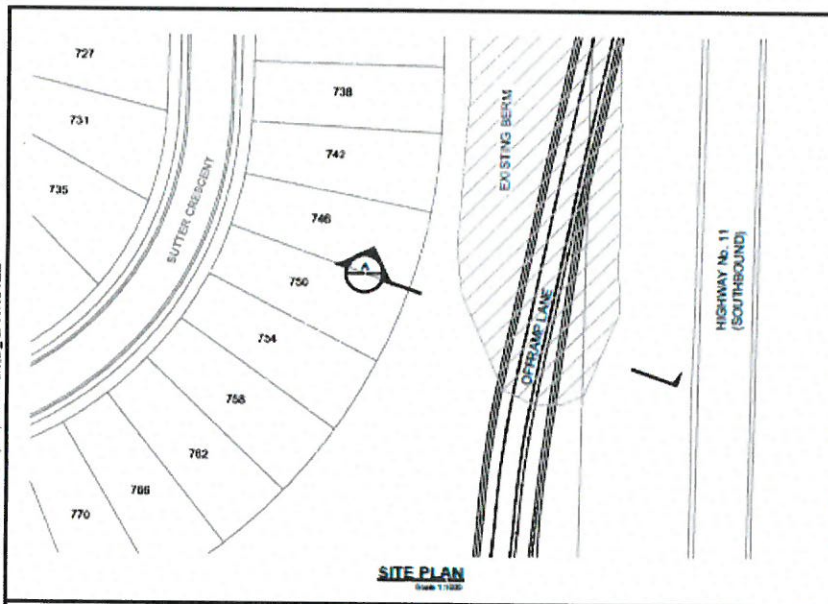 727
731
735
SUTTER CRESCENT
738
742
746
750
754
758
762
766
770
A
EXISTING BERM
OFFRAMP LANE
HIGHWAY No. 11
(SOUTHBOUND)
SITE PLAN